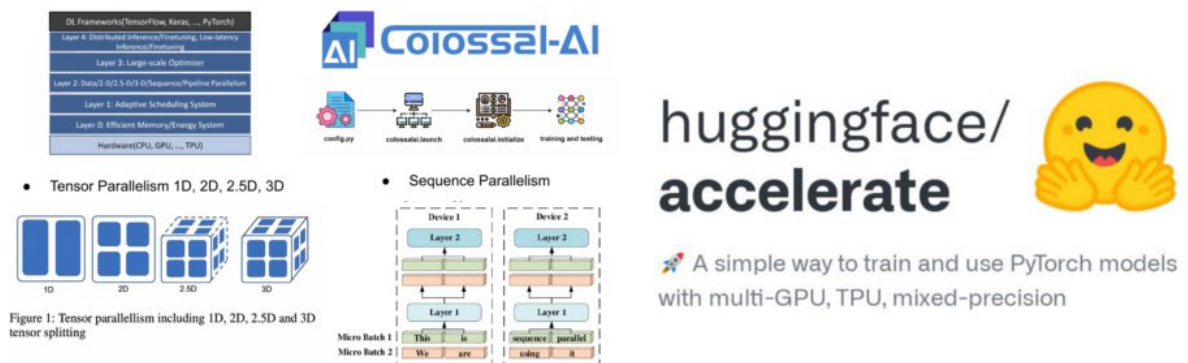 DL Frameworks(TensorFlow, Keras, ..., PyTorch)
Layer 4: Distributed Inference/Finetuning, Low-latency
Inference/Finetuning
Layer 3: Large-scale Optimizer
Layer 2: Data/2-D/2.5-D/3-D/Sequence/Pipeline Parallelism
Layer 1: Adaptive Scheduling System
Layer 0: Efficient Memory/Energy System
Hardware(CPU, GPU, ..., TPU)
AI Colossal-AI
config.py colossalai.launch colossalai.initialize training and testing
• Tensor Parallelism 1D, 2D, 2.5D, 3D
1D 2D 2.5D 3D
Figure 1: Tensor parallellism including 1D, 2D, 2.5D and 3D
tensor splitting
• Sequence Parallelism
Device 1 Device 2
Layer 2 Layer 2
Layer 1 Layer 1
Micro Batch 1 This is sequence parallel
Micro Batch 2 We are using it
huggingface/
accelerate
🚀 A simple way to train and use PyTorch models
with multi-GPU, TPU, mixed-precision